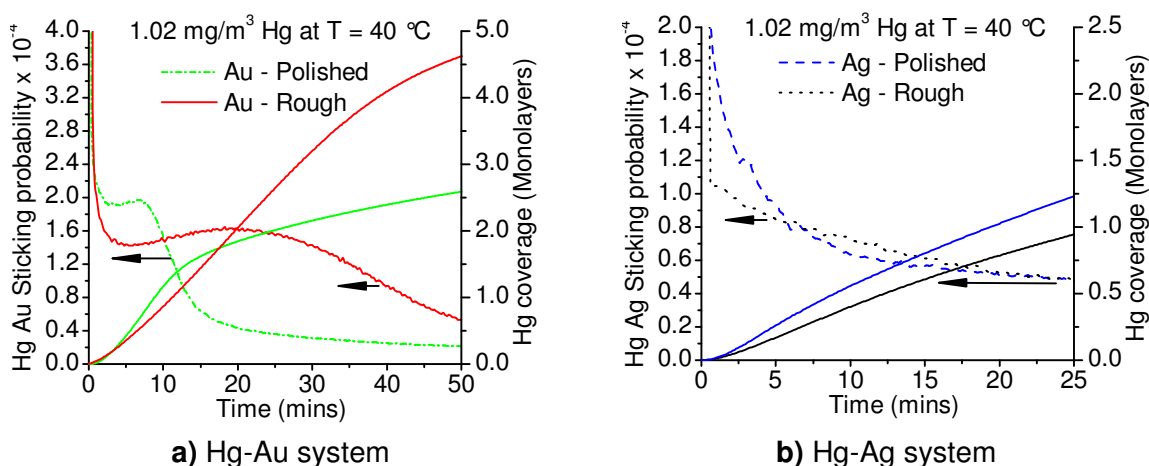 1.02 mg/m³ Hg at T = 40 °C
Au - Polished
Au - Rough
Hg Au Sticking probability x 10⁻⁴
4.0
3.6
3.2
2.8
2.4
2.0
1.6
1.2
0.8
0.4
0.0
5.0
4.0
3.0
2.0
1.0
0.0
Hg coverage (Monolayers)
0 10 20 30 40 50
Time (mins)
a) Hg-Au system
1.02 mg/m³ Hg at T = 40 °C
Ag - Polished
Ag - Rough
Hg Ag Sticking probability x 10⁻⁴
2.0
1.8
1.6
1.4
1.2
1.0
0.8
0.6
0.4
0.2
0.0
2.5
2.0
1.5
1.0
0.5
0.0
Hg coverage (Monolayers)
0 5 10 15 20 25
Time (mins)
b) Hg-Ag system